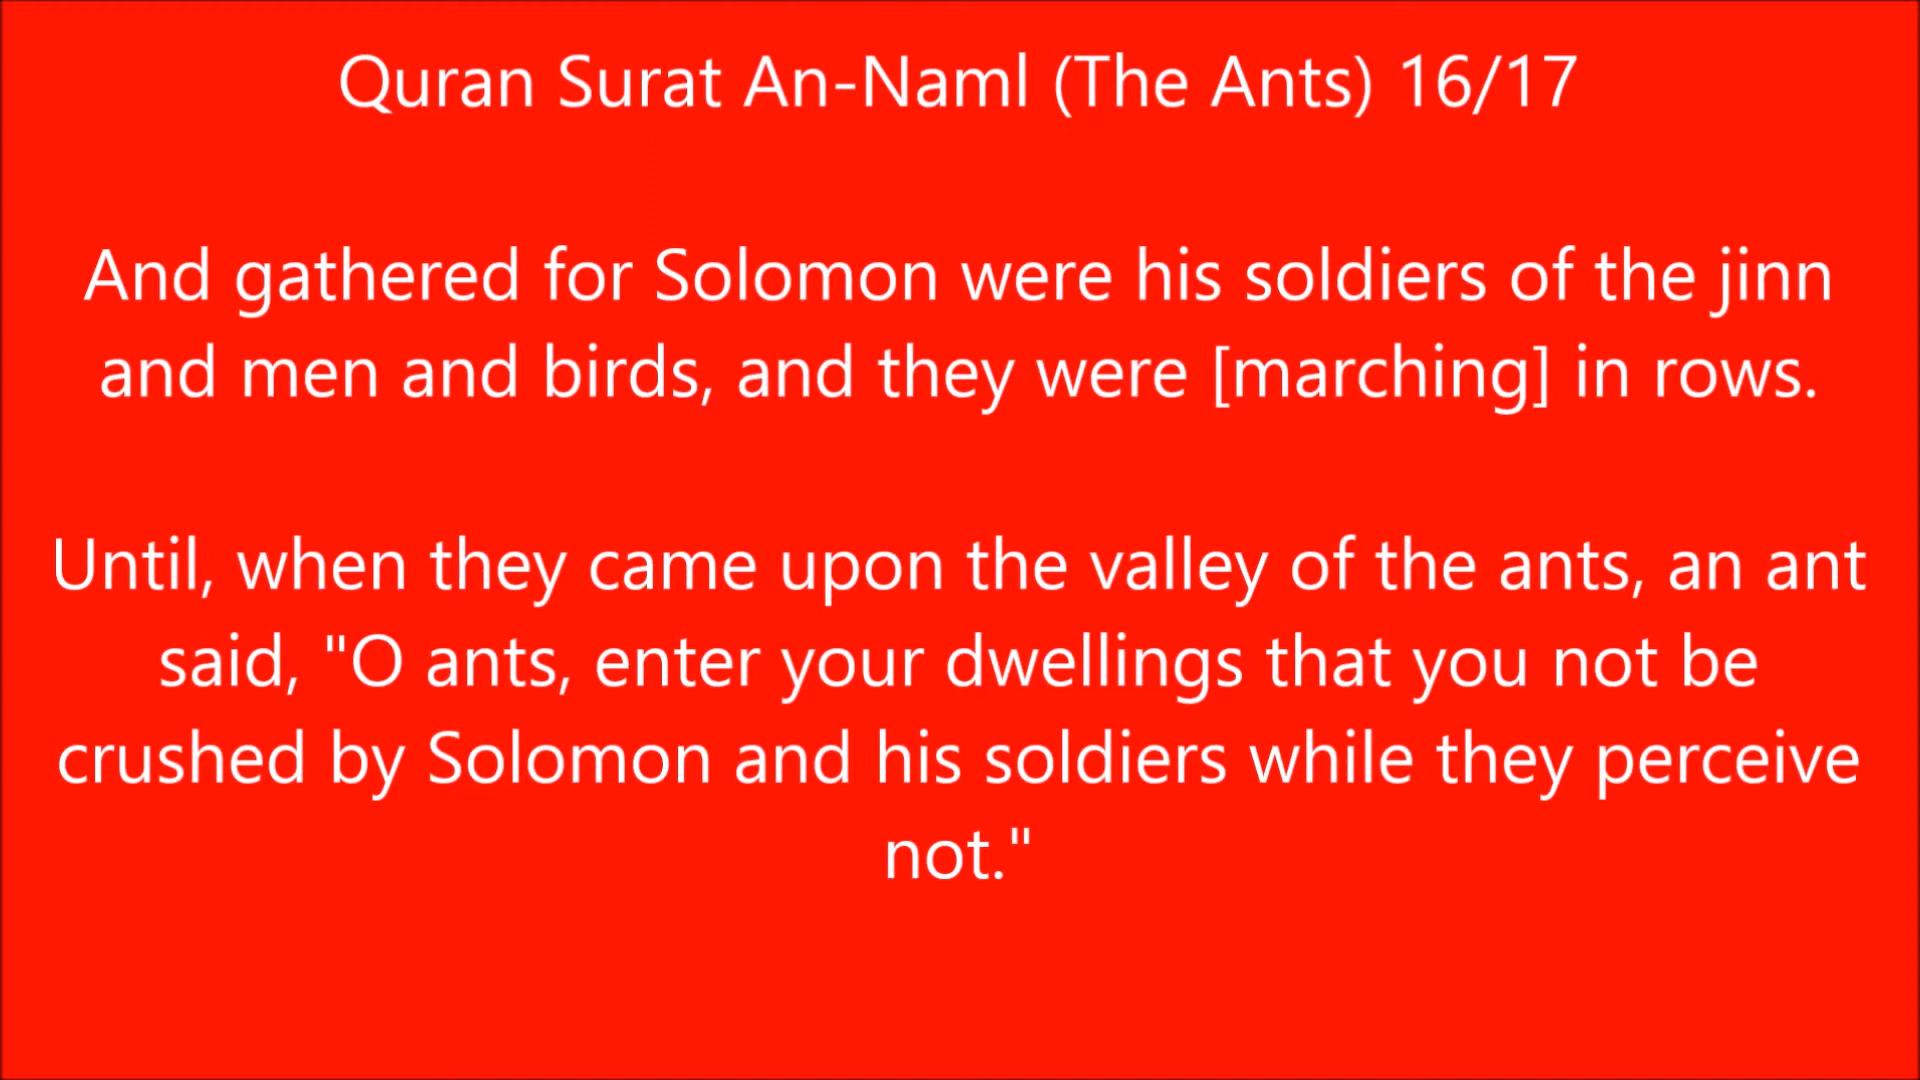 Quran Surat An-Naml (The Ants) 16/17
And gathered for Solomon were his soldiers of the jinn
and men and birds, and they were [marching] in rows.
Until, when they came upon the valley of the ants, an ant
said, "O ants, enter your dwellings that you not be
crushed by Solomon and his soldiers while they perceive
not."